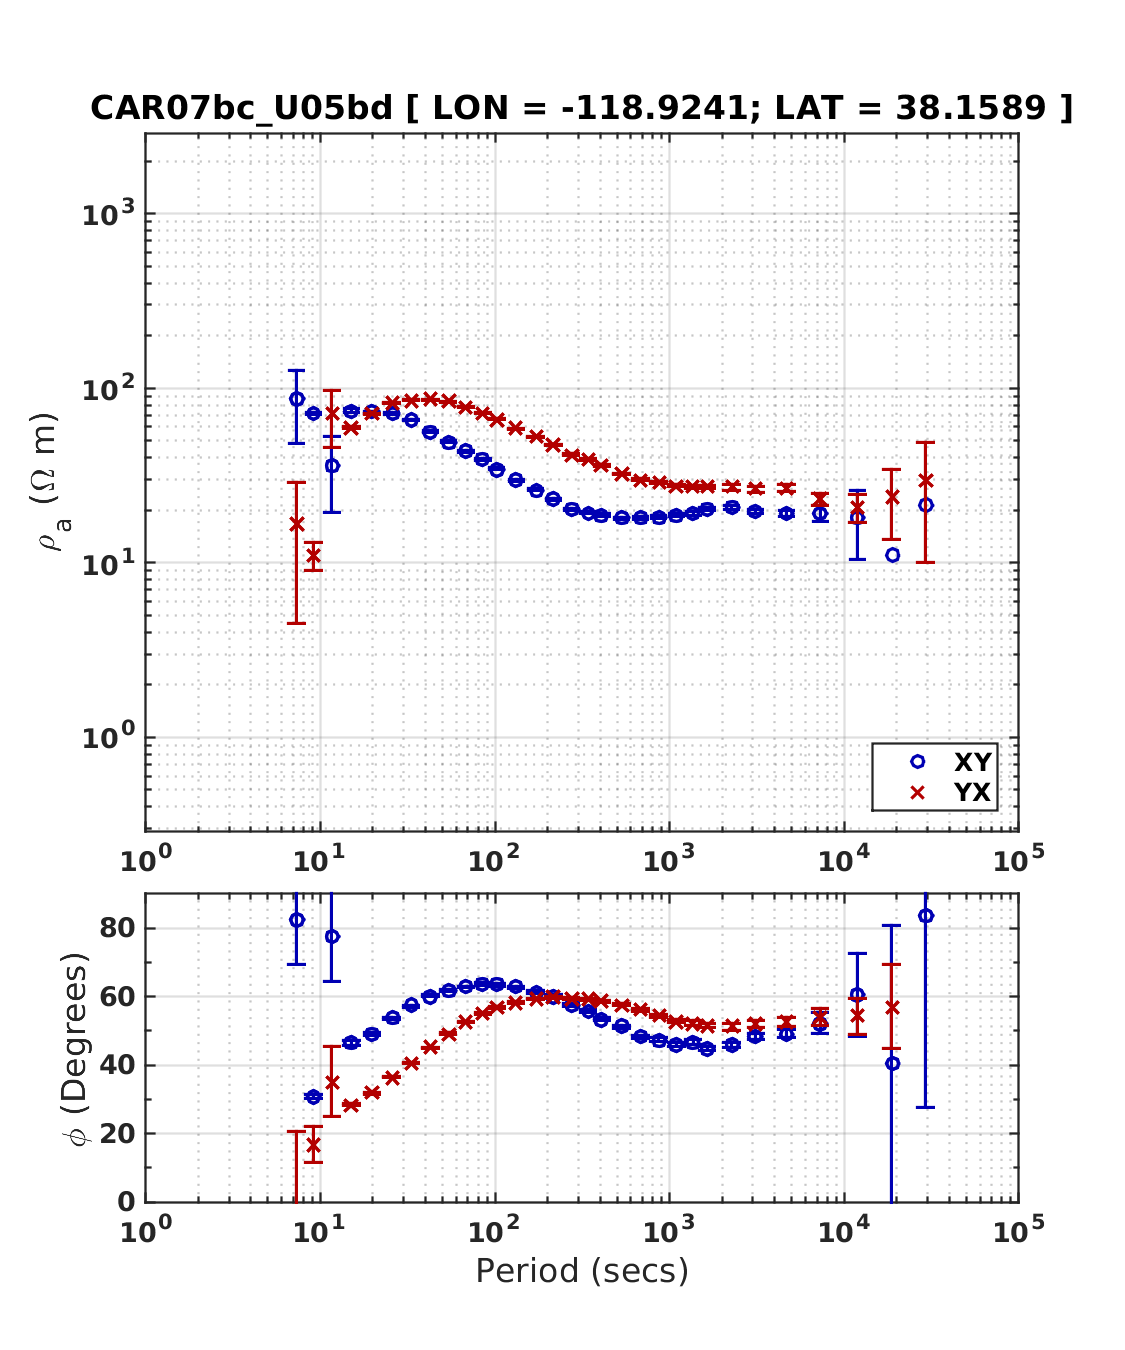 CAR07bc_U05bd [ LON = -118.9241; LAT = 38.1589 ]
10³
10²
10¹
10⁰
ρ a (Ω m)
XY
YX
10⁰ 10¹ 10² 10³ 10⁴ 10⁵
80
60
40
20
0
ϕ (Degrees)
10⁰ 10¹ 10² 10³ 10⁴ 10⁵
Period (secs)